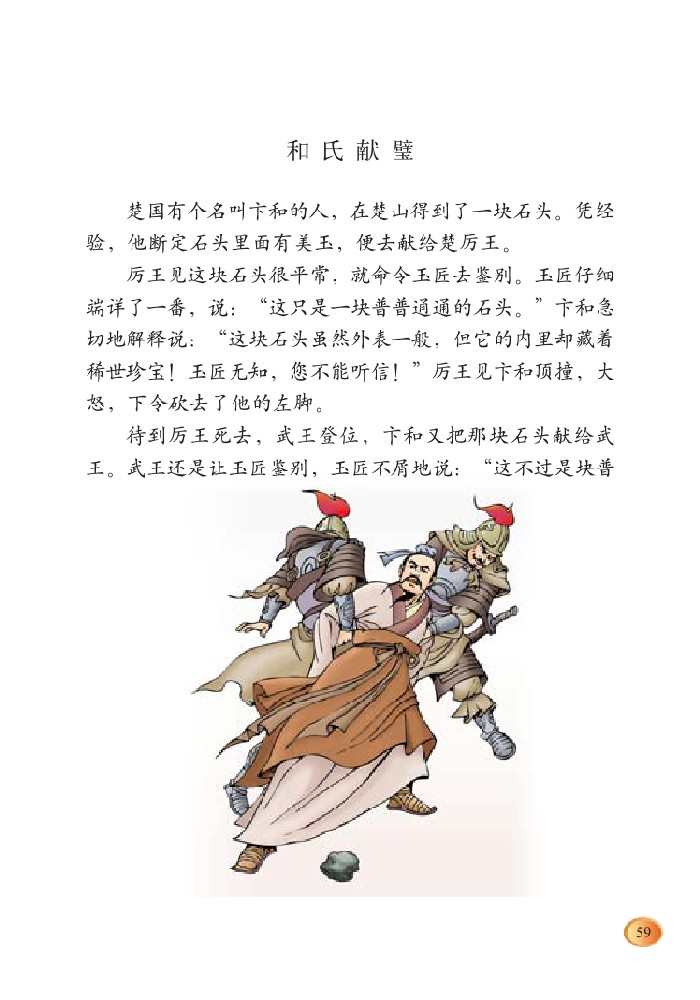 和氏献璧
楚国有个名叫卞和的人，在楚山得到了一块石头。凭经
验，他断定石头里面有美玉，便去献给楚厉王。
厉王见这块石头很平常，就命令玉匠去鉴别。玉匠仔细
端详了一番，说：“这只是一块普普通通的石头。”卞和急
切地解释说：“这块石头虽然外表一般，但它的内里却藏着
稀世珍宝！玉匠无知，您不能听信！”厉王见卞和顶撞，大
怒，下令砍去了他的左脚。
待到厉王死去，武王登位，卞和又把那块石头献给武
王。武王还是让玉匠鉴别，玉匠不屑地说：“这不过是块普
59